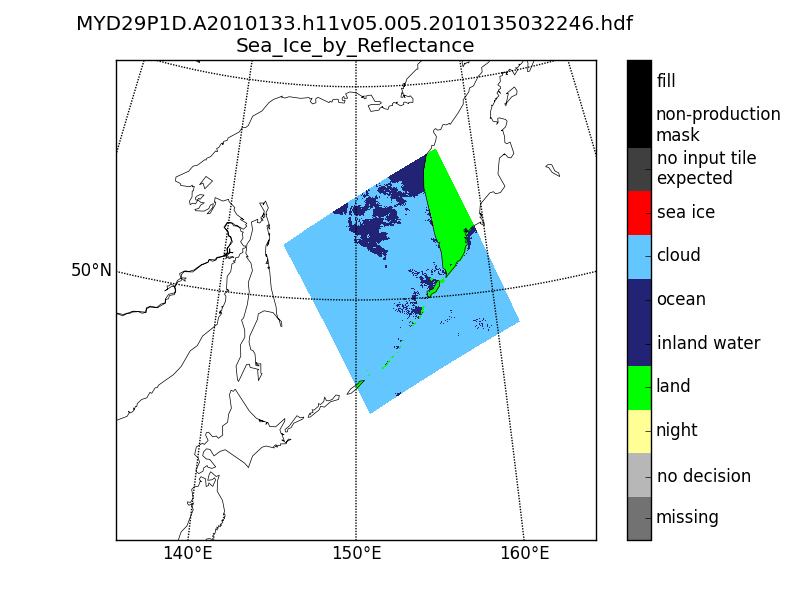 MYD29P1D.A2010133.h11v05.005.2010135032246.hdf
Sea_Ice_by_Reflectance
fill
non-production
mask
no input tile
expected
sea ice
cloud
ocean
inland water
land
night
no decision
missing
50°N
140°E
150°E
160°E